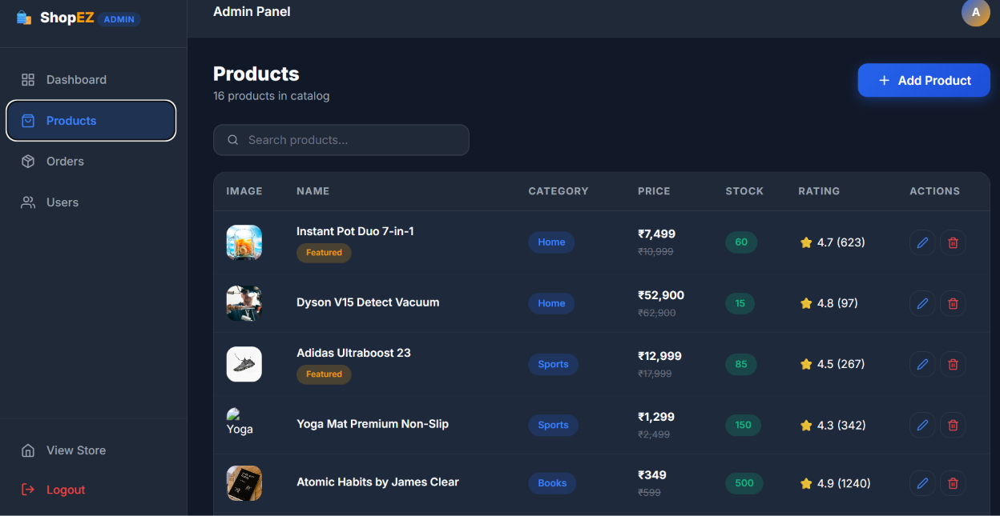 ShopEZ ADMIN
Admin Panel
A
Dashboard
Products
Orders
Users
View Store
Logout
Products
16 products in catalog
+ Add Product
Search products...
IMAGE NAME CATEGORY PRICE STOCK RATING ACTIONS
Instant Pot Duo 7-in-1
Featured
Home
₹7,499
₹10,999
60
4.7 (623)
Dyson V15 Detect Vacuum
Home
₹52,900
₹62,900
15
4.8 (97)
Adidas Ultraboost 23
Featured
Sports
₹12,999
₹17,999
85
4.5 (267)
Yoga
Yoga Mat Premium Non-Slip
Sports
₹1,299
₹2,499
150
4.3 (342)
Atomic Habits by James Clear
Books
₹349
₹599
500
4.9 (1240)